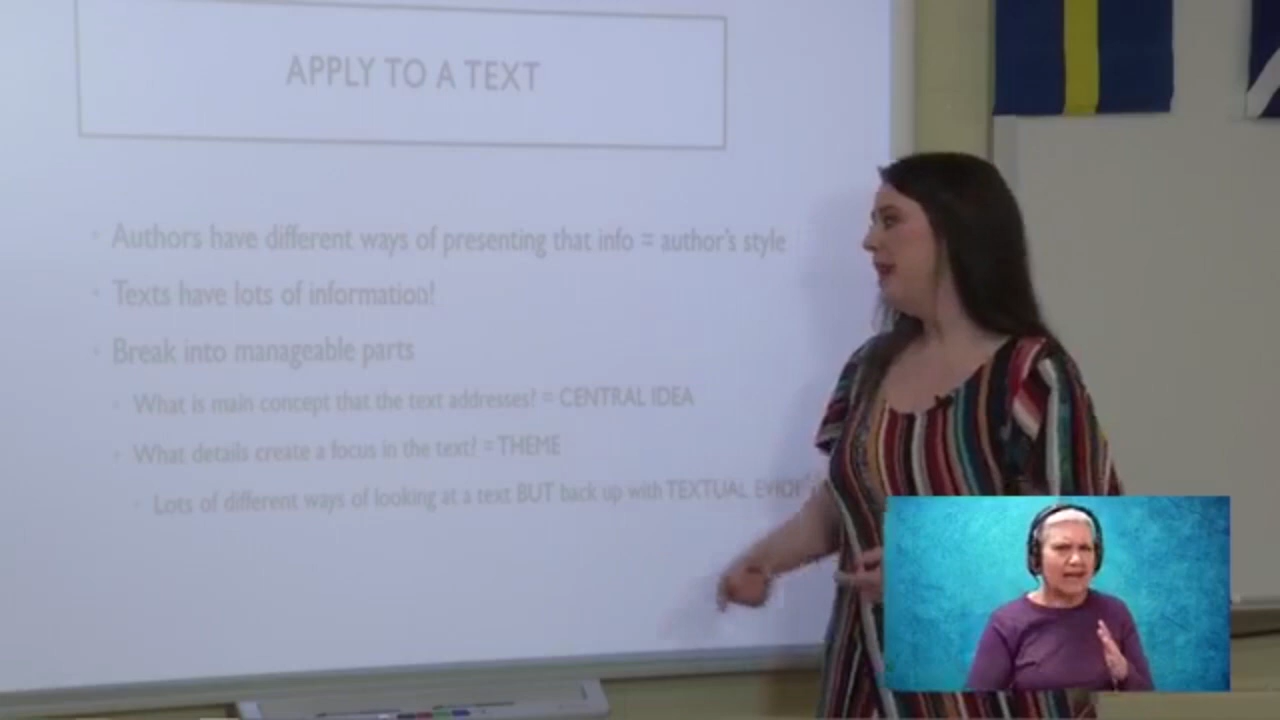 APPLY TO A TEXT
Authors have different ways of presenting that info = author's style
Texts have lots of information!
Break into manageable parts
What is main concept that the text addresses? = CENTRAL IDEA
What details create a focus in the text? = THEME
Lots of different ways of looking at a text BUT back up with TEXTUAL